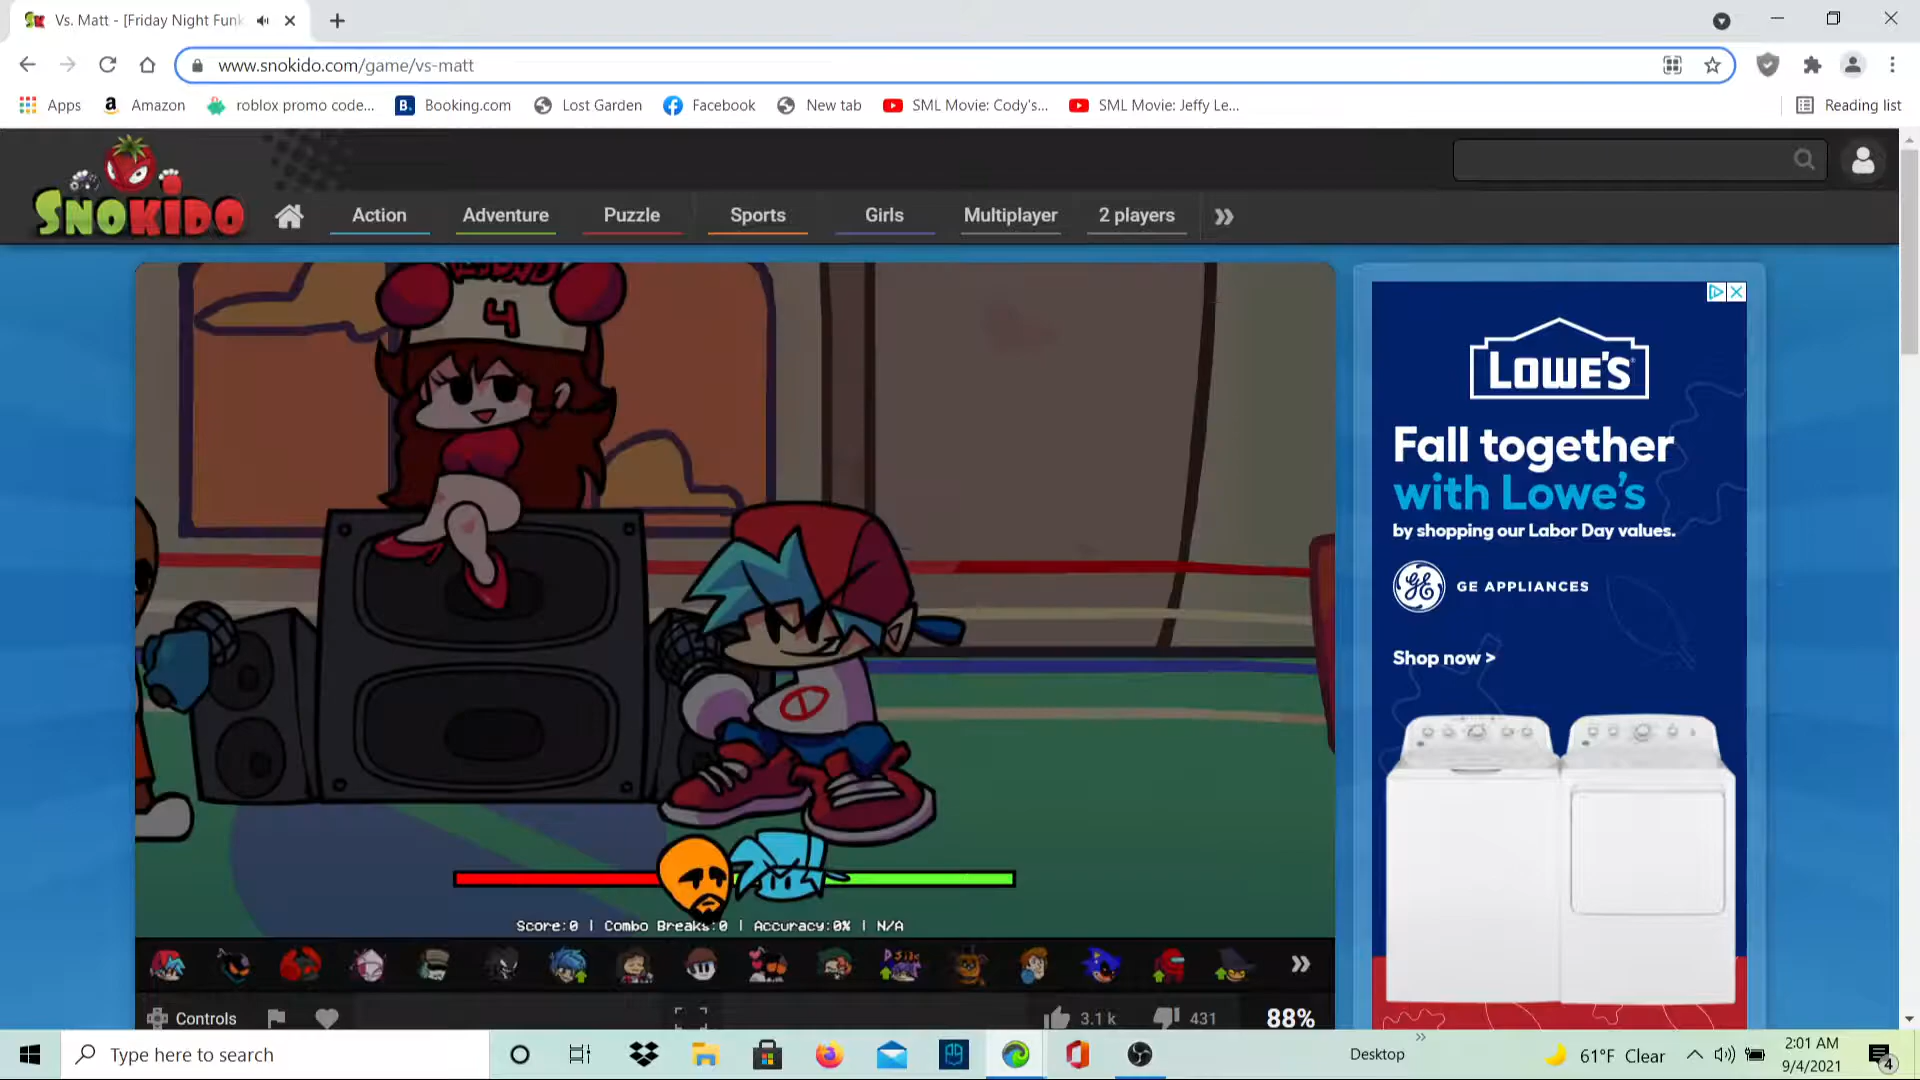 Vs. Matt - [Friday Night Funk
www.snokido.com/game/vs-matt
Apps
Amazon
roblox promo code...
Booking.com
Lost Garden
Facebook
New tab
SML Movie: Cody's...
SML Movie: Jeffy Le...
Reading list
SNOKIDO
Action
Adventure
Puzzle
Sports
Girls
Multiplayer
2 players
4
LOWE'S
Fall together
with Lowe's
by shopping our Labor Day values.
GE APPLIANCES
Shop now >
Score:0 | Combo Breaks:0 | Accuracy:0% | N/A
Controls
3.1 k
431
88%
Type here to search
Desktop
61°F Clear
2:01 AM
9/4/2021
4